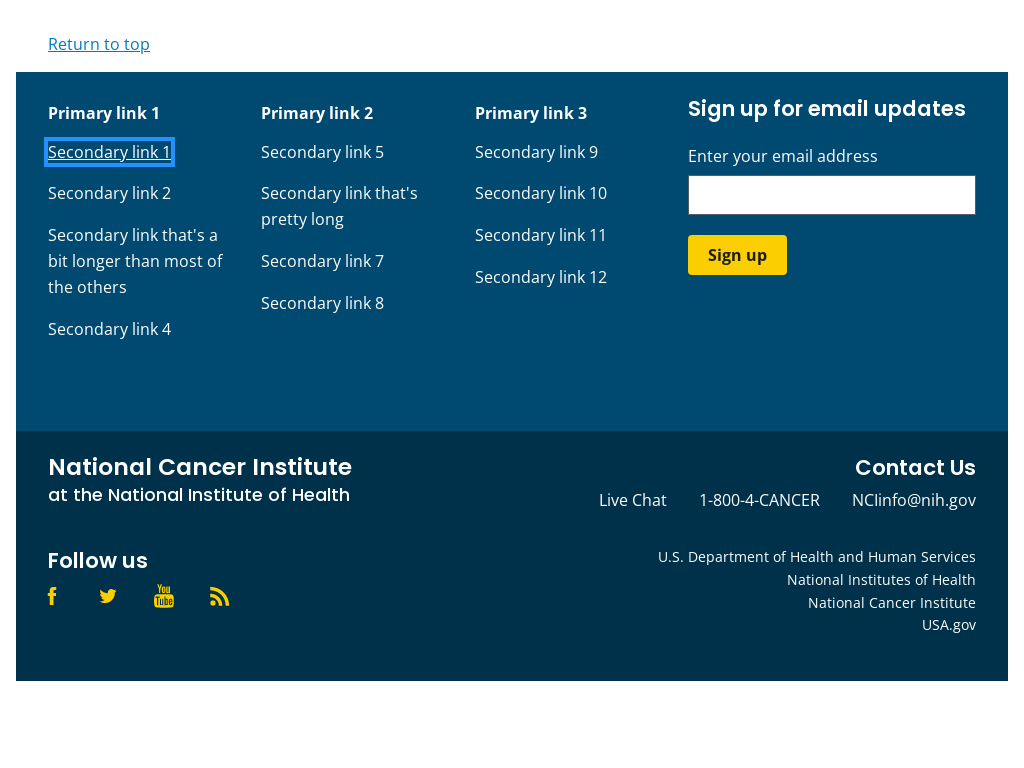 Return to top
Primary link 1
Secondary link 1
Secondary link 2
Secondary link that's a
bit longer than most of
the others
Secondary link 4
Primary link 2
Secondary link 5
Secondary link that's
pretty long
Secondary link 7
Secondary link 8
Primary link 3
Secondary link 9
Secondary link 10
Secondary link 11
Secondary link 12
Sign up for email updates
Enter your email address
Sign up
National Cancer Institute
at the National Institute of Health
Contact Us
Live Chat 1-800-4-CANCER NCIinfo@nih.gov
Follow us
You
Tube
U.S. Department of Health and Human Services
National Institutes of Health
National Cancer Institute
USA.gov